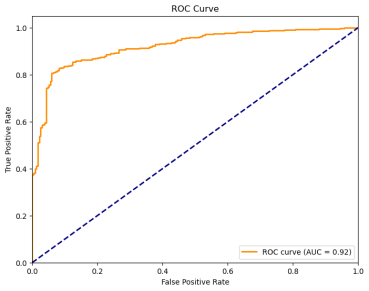 ROC Curve
True Positive Rate
1.0
0.8
0.6
0.4
0.2
0.0
0.0 0.2 0.4 0.6 0.8 1.0
False Positive Rate
ROC curve (AUC = 0.92)